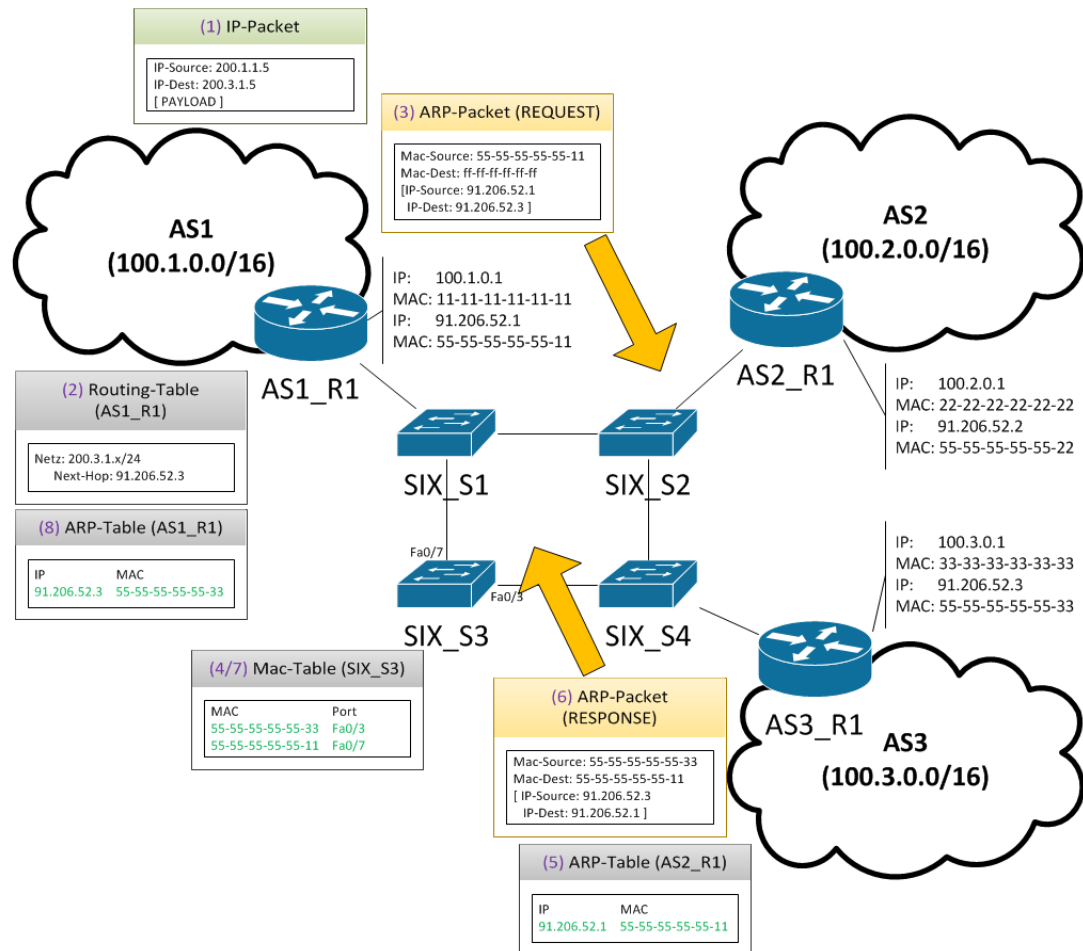 (1) IP-Packet
IP-Source: 200.1.1.5
IP-Dest: 200.3.1.5
[ PAYLOAD ]
(3) ARP-Packet (REQUEST)
Mac-Source: 55-55-55-55-55-11
Mac-Dest: ff-ff-ff-ff-ff-ff
[IP-Source: 91.206.52.1
IP-Dest: 91.206.52.3 ]
AS1
(100.1.0.0/16)
AS2
(100.2.0.0/16)
IP: 100.1.0.1
MAC: 11-11-11-11-11-11
IP: 91.206.52.1
MAC: 55-55-55-55-55-11
AS1_R1
AS2_R1
IP: 100.2.0.1
MAC: 22-22-22-22-22-22
IP: 91.206.52.2
MAC: 55-55-55-55-55-22
(2) Routing-Table
(AS1_R1)
Netz: 200.3.1.x/24
Next-Hop: 91.206.52.3
SIX_S1
SIX_S2
(8) ARP-Table (AS1_R1)
IP MAC
91.206.52.3 55-55-55-55-55-33
Fa0/7
Fa0/3
SIX_S3
SIX_S4
IP: 100.3.0.1
MAC: 33-33-33-33-33-33
IP: 91.206.52.3
MAC: 55-55-55-55-55-33
(4/7) Mac-Table (SIX_S3)
MAC Port
55-55-55-55-55-33 Fa0/3
55-55-55-55-55-11 Fa0/7
(6) ARP-Packet
(RESPONSE)
Mac-Source: 55-55-55-55-55-33
Mac-Dest: 55-55-55-55-55-11
[ IP-Source: 91.206.52.3
IP-Dest: 91.206.52.1 ]
AS3_R1
AS3
(100.3.0.0/16)
(5) ARP-Table (AS2_R1)
IP MAC
91.206.52.1 55-55-55-55-55-11